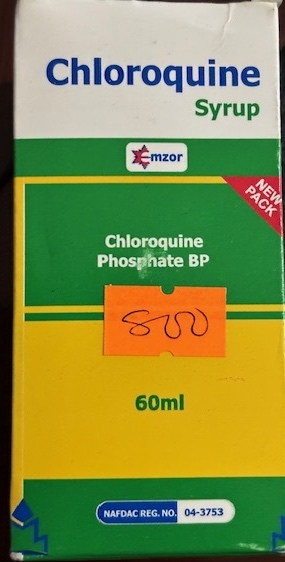 Chloroquine
Syrup
Emzor
NEW
PACK
Chloroquine
Phosphate BP
800
60ml
NAFDAC REG. NO. 04-3753